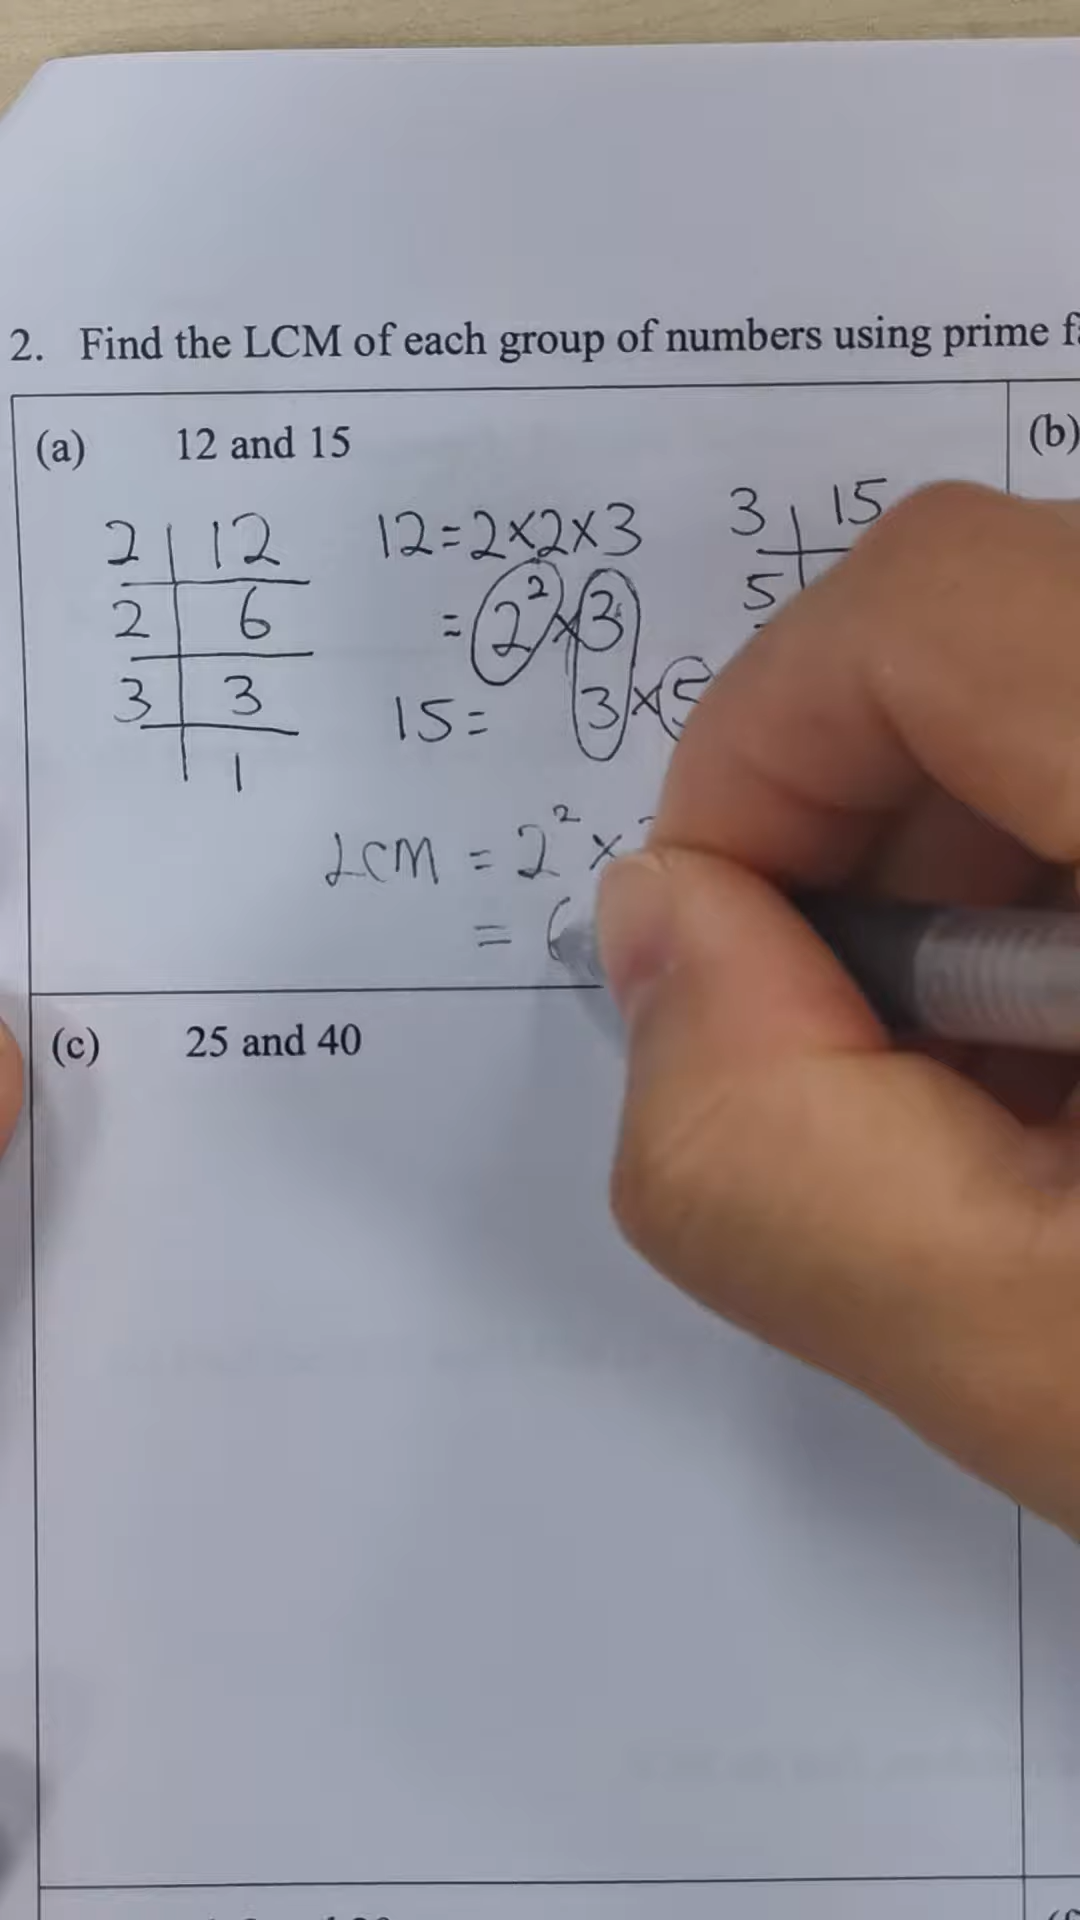 2. Find the LCM of each group of numbers using prime
(a) 12 and 15
(b)
2 12
2 6
3 3
1
12=2×2×3
= 2²×3
15= 3×5
3 15
5
LCM = 2² ×
=
(c) 25 and 40